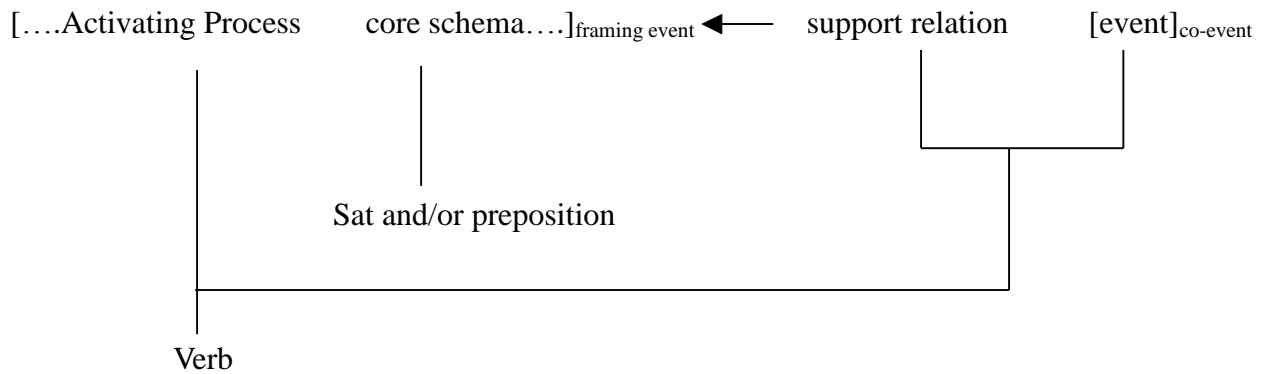 [….Activating Process core schema….]framing event support relation [event]co-event
Sat and/or preposition
Verb